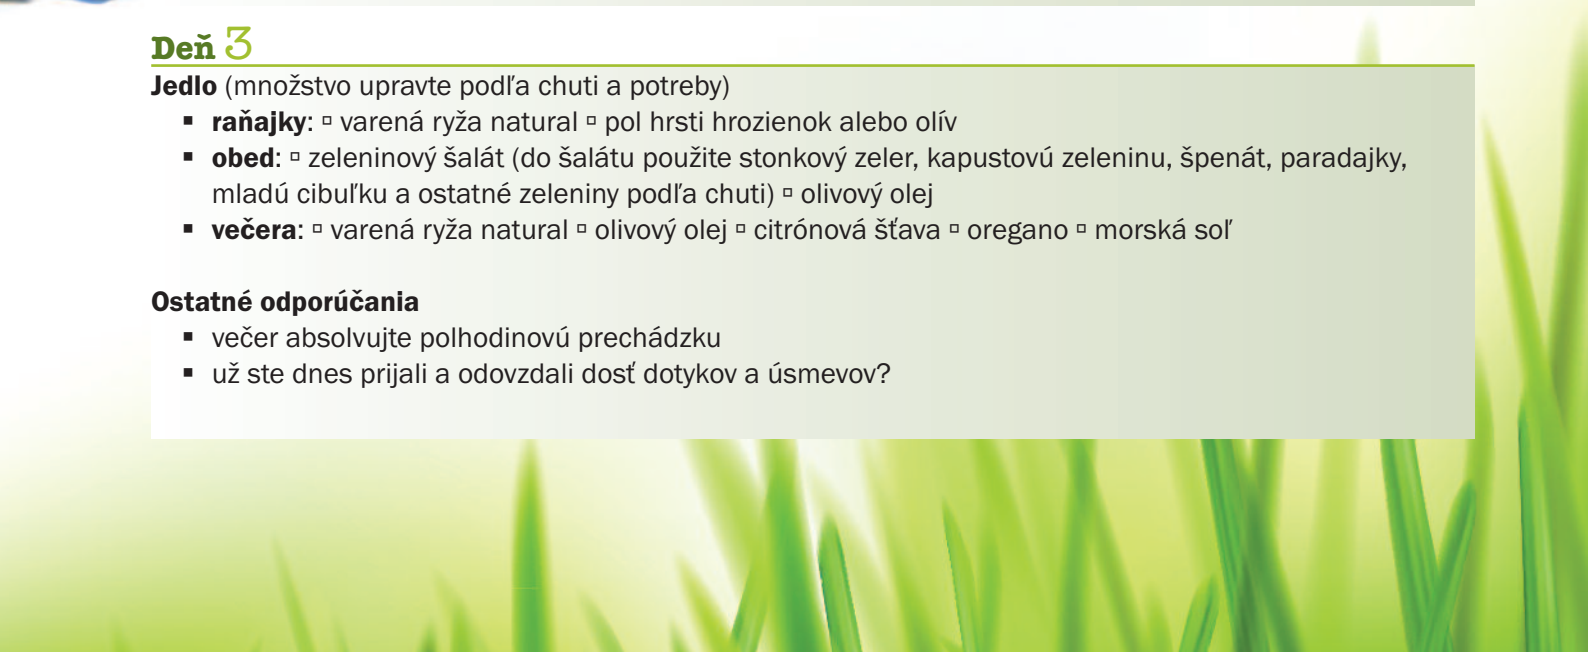 Deň 3
Jedlo (množstvo upravte podľa chuti a potreby)
▪ raňajky: ▫ varená ryža natural ▫ pol hrsti hrozienok alebo olív
▪ obed: ▫ zeleninový šalát (do šalátu použite stonkový zeler, kapustovú zeleninu, špenát, paradajky,
mladú cibuľku a ostatné zeleniny podľa chuti) ▫ olivový olej
▪ večera: ▫ varená ryža natural ▫ olivový olej ▫ citrónová šťava ▫ oregano ▫ morská soľ
Ostatné odporúčania
▪ večer absolvujte polhodinovú prechádzku
▪ už ste dnes prijali a odovzdali dosť dotykov a úsmevov?